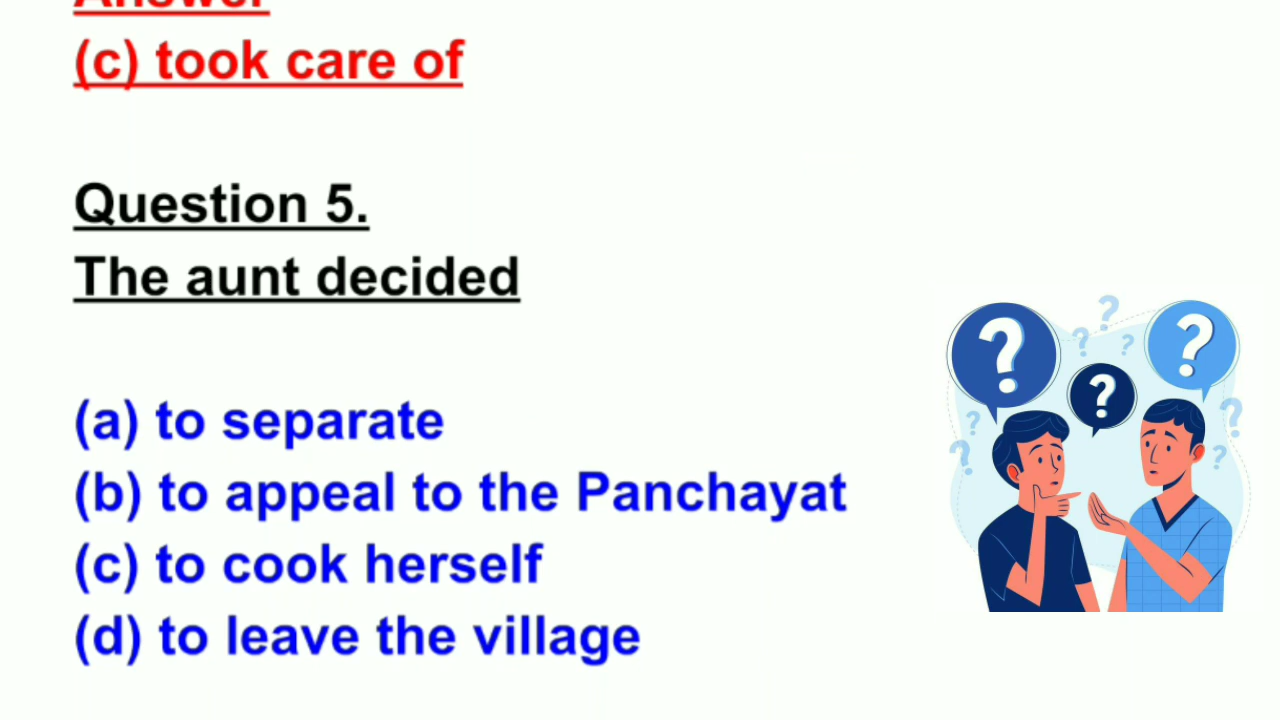 Answer
(c) took care of
Question 5.
The aunt decided
(a) to separate
(b) to appeal to the Panchayat
(c) to cook herself
(d) to leave the village
? ? ? ? ? ? ? ? ?